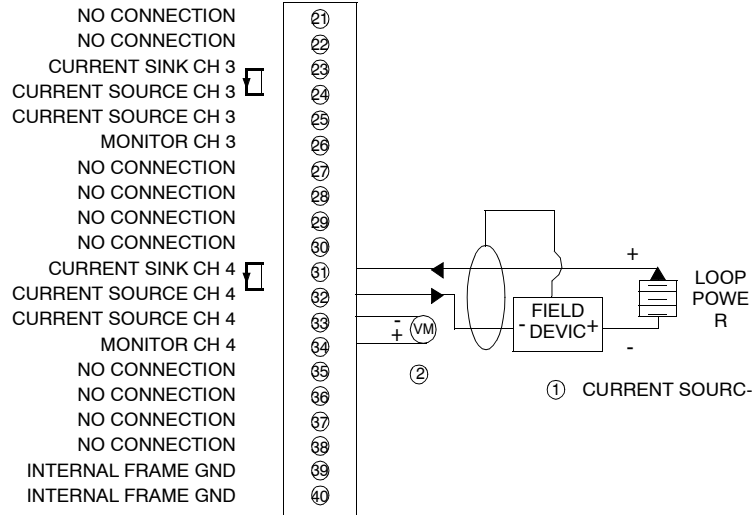 NO CONNECTION 21
NO CONNECTION 22
CURRENT SINK CH 3 23
CURRENT SOURCE CH 3 24
CURRENT SOURCE CH 3 25
MONITOR CH 3 26
NO CONNECTION 27
NO CONNECTION 28
NO CONNECTION 29
NO CONNECTION 30
CURRENT SINK CH 4 31
CURRENT SOURCE CH 4 32
CURRENT SOURCE CH 4 33
MONITOR CH 4 34
NO CONNECTION 35
NO CONNECTION 36
NO CONNECTION 37
NO CONNECTION 38
INTERNAL FRAME GND 39
INTERNAL FRAME GND 40
-
+ VM
2
FIELD
- DEVIC+
+
-
LOOP
POWE
R
1 CURRENT SOURC-